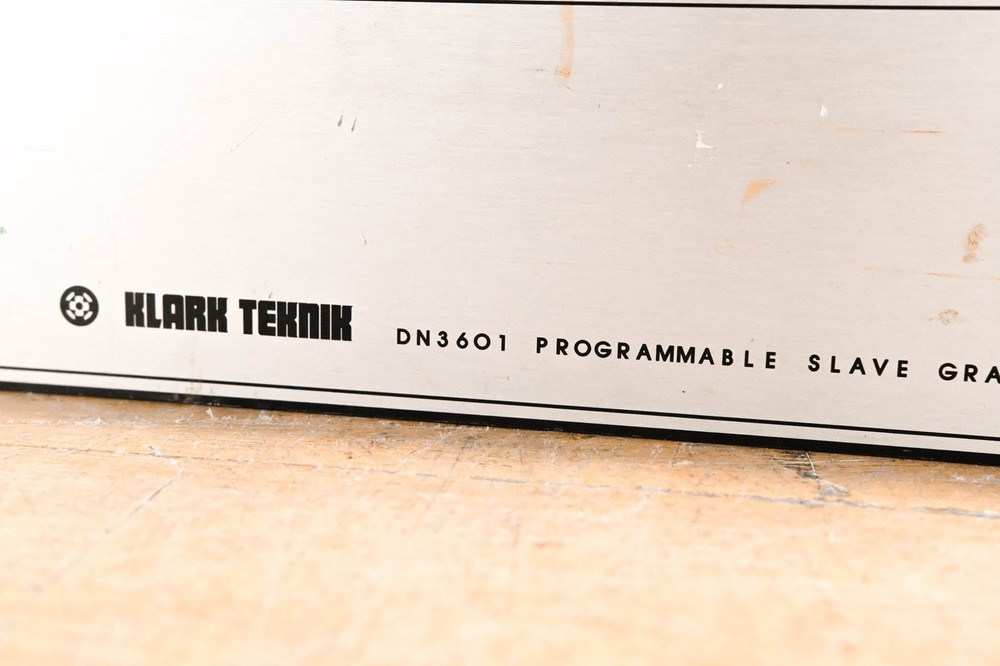 KLARK TEKNIK DN3601 PROGRAMMABLE SLAVE GRA